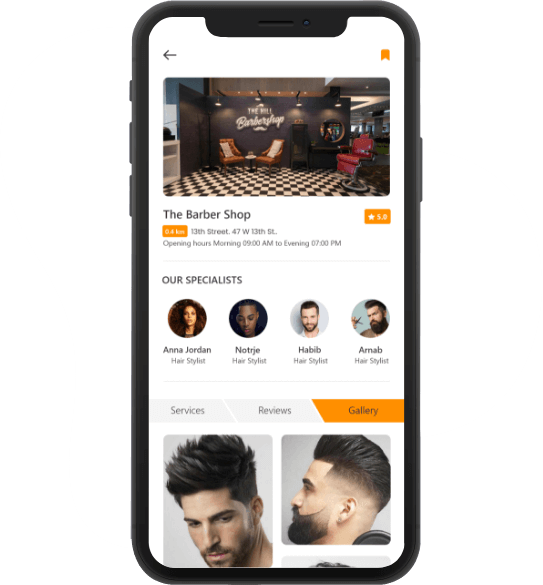 THE HILL
Barbershop
The Barber Shop
5.0
0.4 km 13th Street. 47 W 13th St..
Opening hours Morning 09:00 AM to Evening 07:00 PM
OUR SPECIALISTS
Anna Jordan Notrje Habib Arnab
Hair Stylist Hair Stylist Hair Stylist Hair Stylist
Services Reviews Gallery